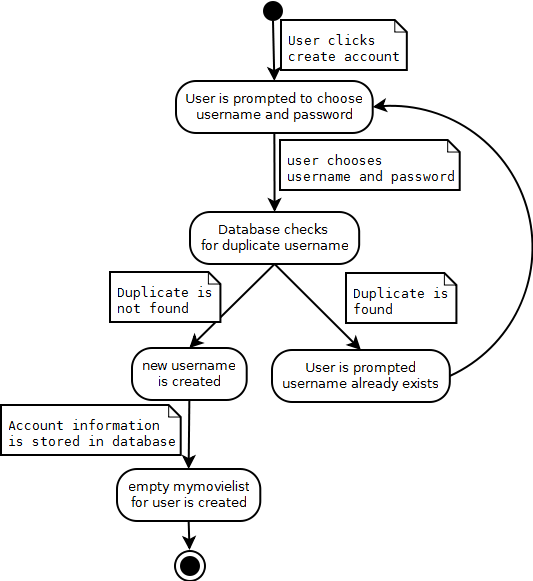 User clicks
create account
User is prompted to choose
username and password
user chooses
username and password
Database checks
for duplicate username
Duplicate is
not found
Duplicate is
found
new username
is created
User is prompted
username already exists
Account information
is stored in database
empty mymovielist
for user is created